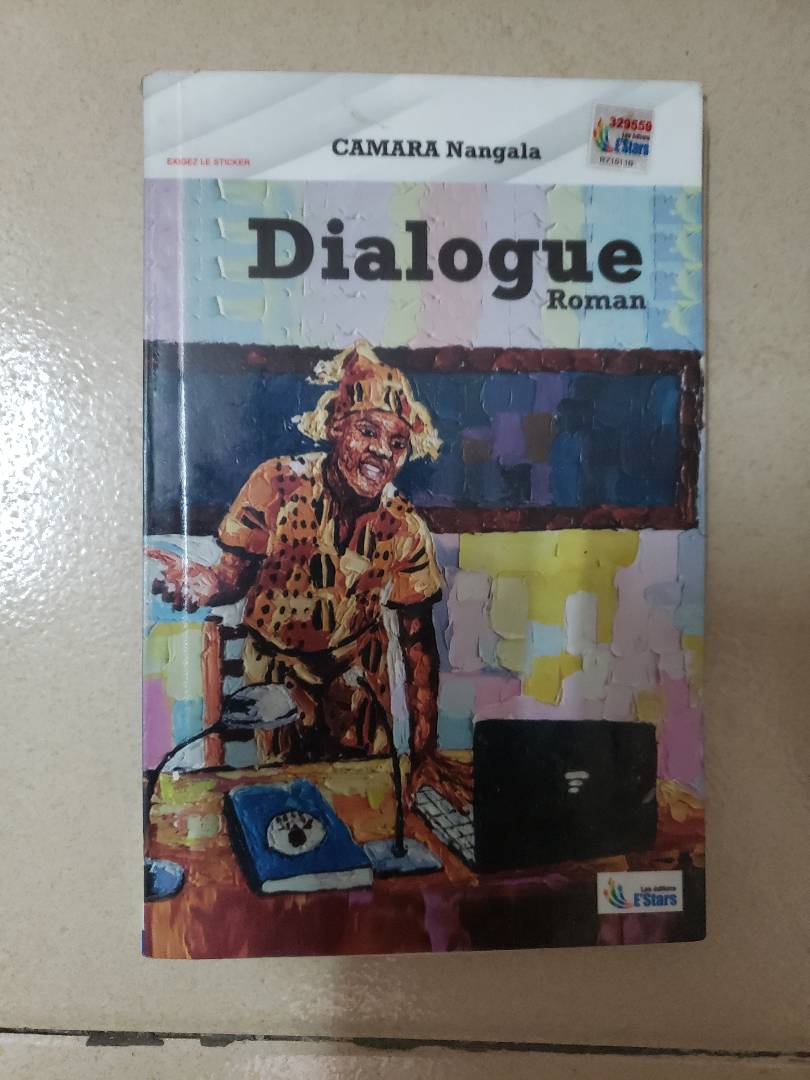 EXIGEZ LE STICKER
CAMARA Nangala
329559
Les éditions
E'Stars
Dialogue
Roman
Les éditions
E'Stars